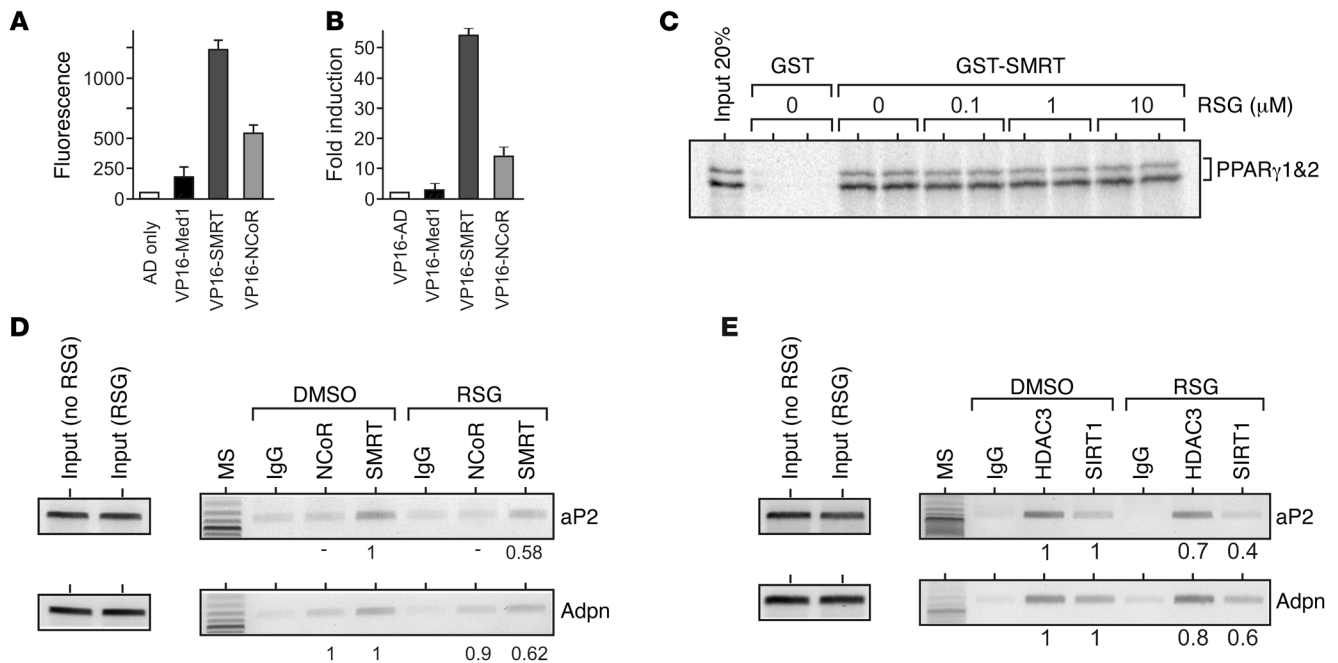 A
Fluorescence
1000
500
250
0
AD only
VP16-Med1
VP16-SMRT
VP16-NCoR
B
Fold induction
50
40
30
20
10
0
VP16-AD
VP16-Med1
VP16-SMRT
VP16-NCoR
C
Input 20%
GST
GST-SMRT
0
0
0.1
1
10
RSG (μM)
PPARγ1&2
D
Input (no RSG)
Input (RSG)
DMSO
RSG
MS
IgG
NCoR
SMRT
IgG
NCoR
SMRT
aP2
- 1 - 0.58
Adpn
1 1 0.9 0.62
E
Input (no RSG)
Input (RSG)
DMSO
RSG
MS
IgG
HDAC3
SIRT1
IgG
HDAC3
SIRT1
aP2
1 1 0.7 0.4
Adpn
1 1 0.8 0.6